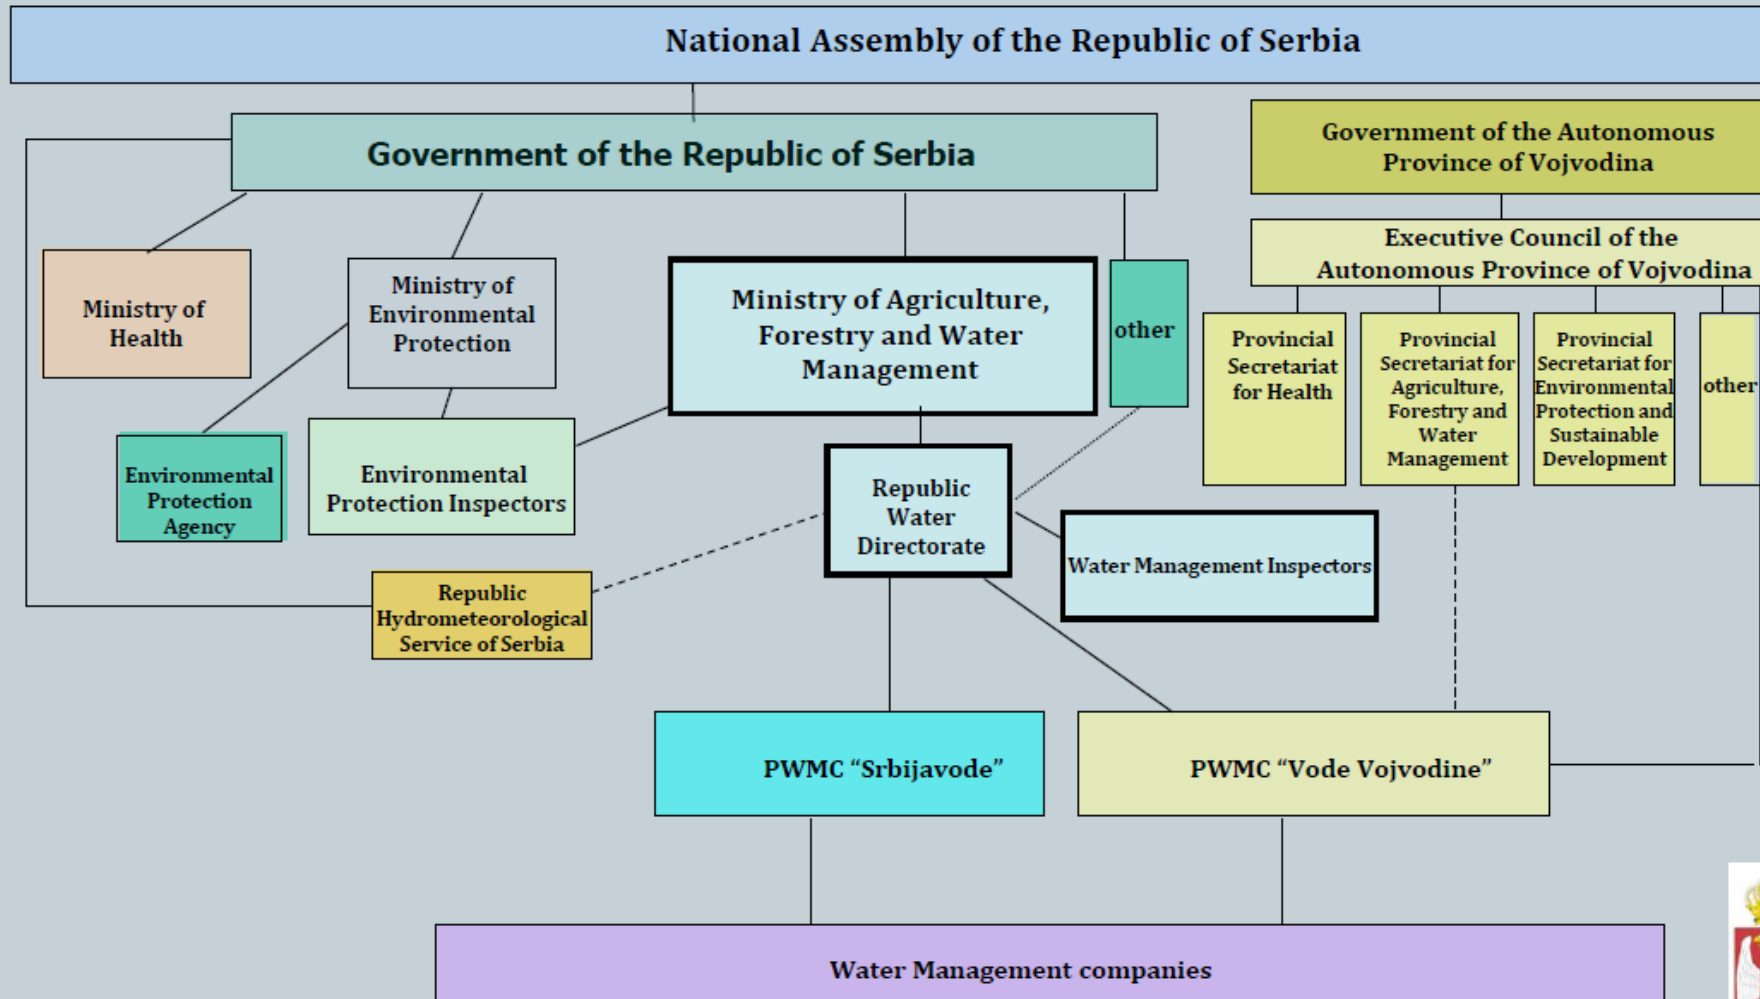 National Assembly of the Republic of Serbia
Government of the Republic of Serbia
Government of the Autonomous
Province of Vojvodina
Executive Council of the
Autonomous Province of Vojvodina
Ministry of
Health
Ministry of
Environmental
Protection
Ministry of Agriculture,
Forestry and Water
Management
other
Provincial
Secretariat
for Health
Provincial
Secretariat for
Agriculture,
Forestry and
Water
Management
Provincial
Secretariat for
Environmental
Protection and
Sustainable
Development
other
Environmental
Protection
Agency
Environmental
Protection Inspectors
Republic
Water
Directorate
Water Management Inspectors
Republic
Hydrometeorological
Service of Serbia
PWMC “Srbijavode”
PWMC “Vode Vojvodine”
Water Management companies